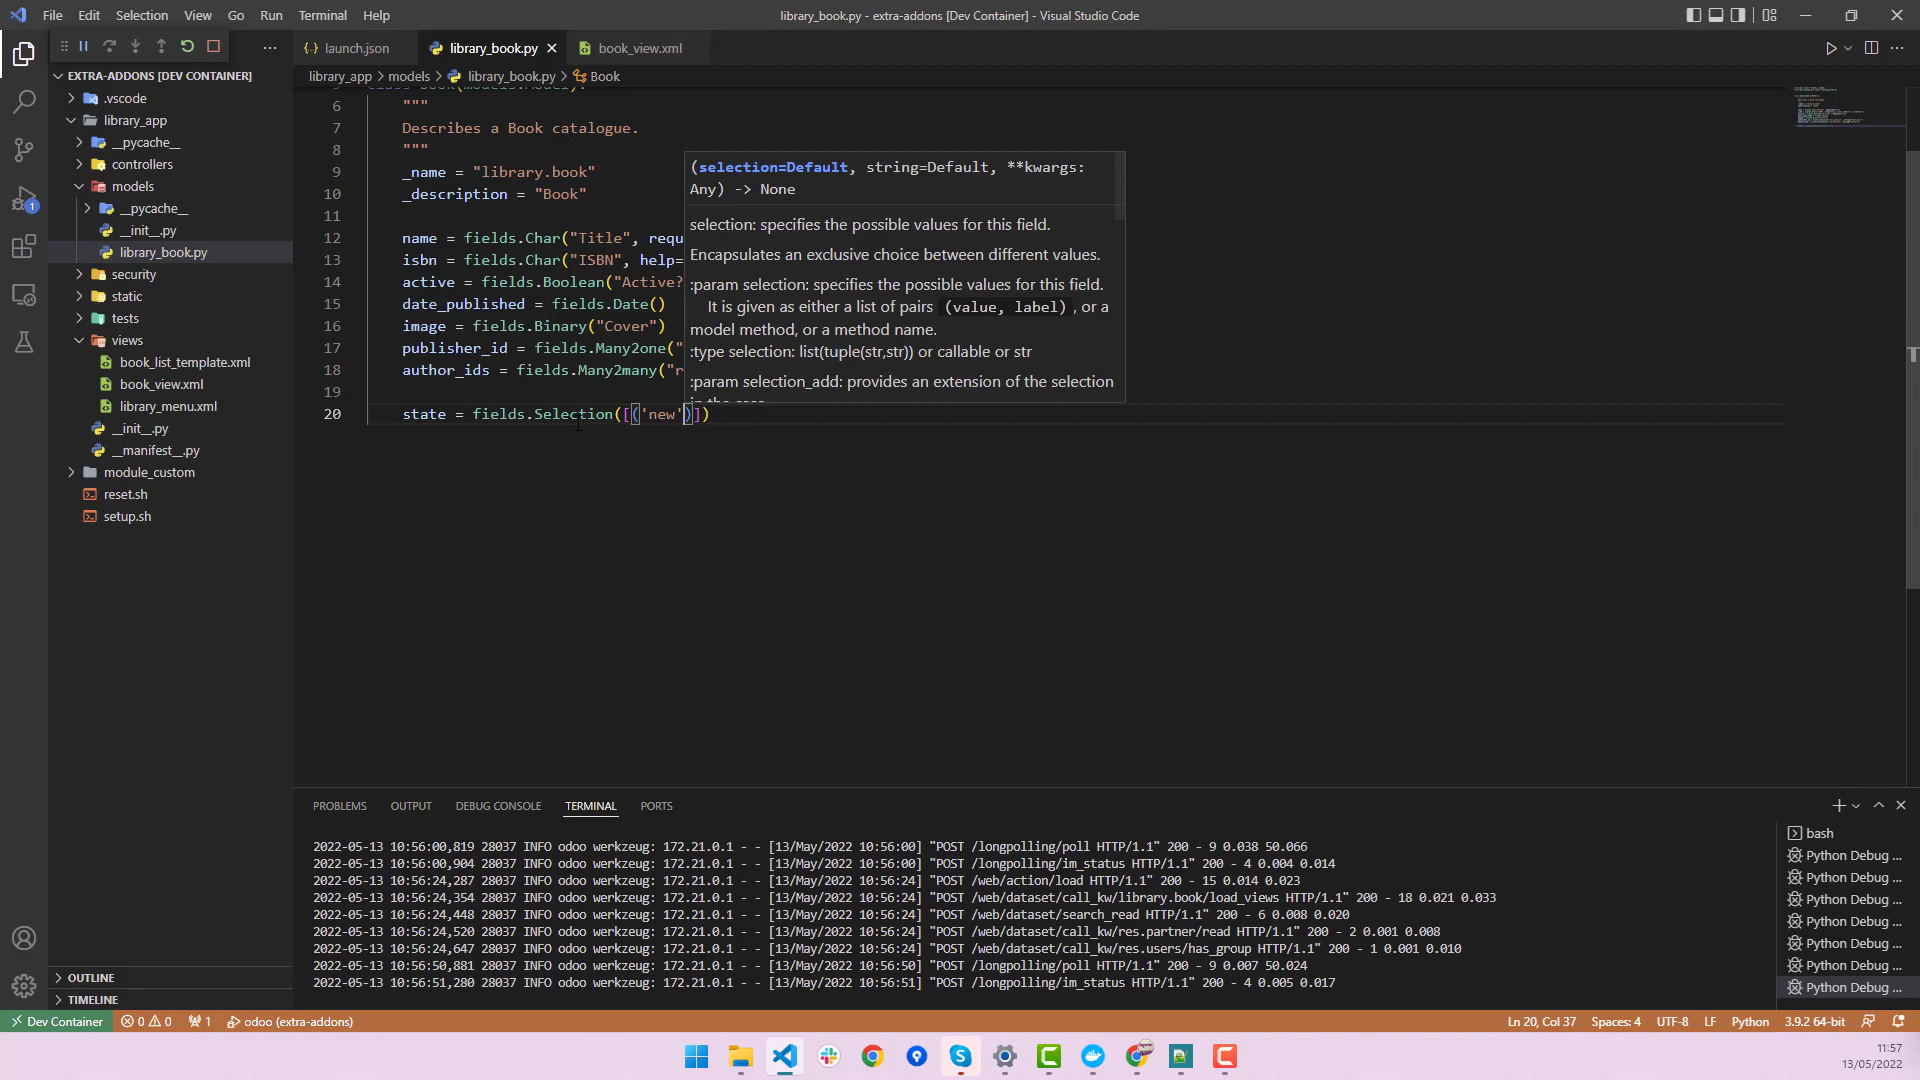 File Edit Selection View Go Run Terminal Help
library_book.py - extra-addons [Dev Container] - Visual Studio Code
launch.json library_book.py book_view.xml
EXTRA-ADDONS [DEV CONTAINER]
.vscode
library_app
__pycache__
controllers
models
__pycache__
__init__.py
library_book.py
security
static
tests
views
book_list_template.xml
book_view.xml
library_menu.xml
__init__.py
__manifest__.py
module_custom
reset.sh
setup.sh
OUTLINE
TIMELINE
library_app > models > library_book.py > Book
6 """
7 Describes a Book catalogue.
8 """
9 _name = "library.book"
10 _description = "Book"
11
12 name = fields.Char("Title", requ
13 isbn = fields.Char("ISBN", help=
14 active = fields.Boolean("Active?
15 date_published = fields.Date()
16 image = fields.Binary("Cover")
17 publisher_id = fields.Many2one("
18 author_ids = fields.Many2many("r
19
20 state = fields.Selection([('new')])
(selection=Default, string=Default, **kwargs:
Any) -> None
selection: specifies the possible values for this field.
Encapsulates an exclusive choice between different values.
:param selection: specifies the possible values for this field.
It is given as either a list of pairs (value, label), or a
model method, or a method name.
:type selection: list(tuple(str,str)) or callable or str
:param selection_add: provides an extension of the selection
PROBLEMS OUTPUT DEBUG CONSOLE TERMINAL PORTS
2022-05-13 10:56:00,819 28037 INFO odoo werkzeug: 172.21.0.1 - - [13/May/2022 10:56:00] "POST /longpolling/poll HTTP/1.1" 200 - 9 0.038 50.066
2022-05-13 10:56:00,904 28037 INFO odoo werkzeug: 172.21.0.1 - - [13/May/2022 10:56:00] "POST /longpolling/im_status HTTP/1.1" 200 - 4 0.004 0.014
2022-05-13 10:56:24,287 28037 INFO odoo werkzeug: 172.21.0.1 - - [13/May/2022 10:56:24] "POST /web/action/load HTTP/1.1" 200 - 15 0.014 0.023
2022-05-13 10:56:24,354 28037 INFO odoo werkzeug: 172.21.0.1 - - [13/May/2022 10:56:24] "POST /web/dataset/call_kw/library.book/load_views HTTP/1.1" 200 - 18 0.021 0.033
2022-05-13 10:56:24,448 28037 INFO odoo werkzeug: 172.21.0.1 - - [13/May/2022 10:56:24] "POST /web/dataset/search_read HTTP/1.1" 200 - 6 0.008 0.020
2022-05-13 10:56:24,520 28037 INFO odoo werkzeug: 172.21.0.1 - - [13/May/2022 10:56:24] "POST /web/dataset/call_kw/res.partner/read HTTP/1.1" 200 - 2 0.001 0.008
2022-05-13 10:56:24,647 28037 INFO odoo werkzeug: 172.21.0.1 - - [13/May/2022 10:56:24] "POST /web/dataset/call_kw/res.users/has_group HTTP/1.1" 200 - 1 0.001 0.010
2022-05-13 10:56:50,881 28037 INFO odoo werkzeug: 172.21.0.1 - - [13/May/2022 10:56:50] "POST /longpolling/poll HTTP/1.1" 200 - 9 0.007 50.024
2022-05-13 10:56:51,280 28037 INFO odoo werkzeug: 172.21.0.1 - - [13/May/2022 10:56:51] "POST /longpolling/im_status HTTP/1.1" 200 - 4 0.005 0.017
bash
Python Debug ...
Python Debug ...
Python Debug ...
Python Debug ...
Python Debug ...
Python Debug ...
Python Debug ...
Dev Container 0 0 1 odoo (extra-addons)
Ln 20, Col 37 Spaces: 4 UTF-8 LF Python 3.9.2 64-bit
11:57
13/05/2022